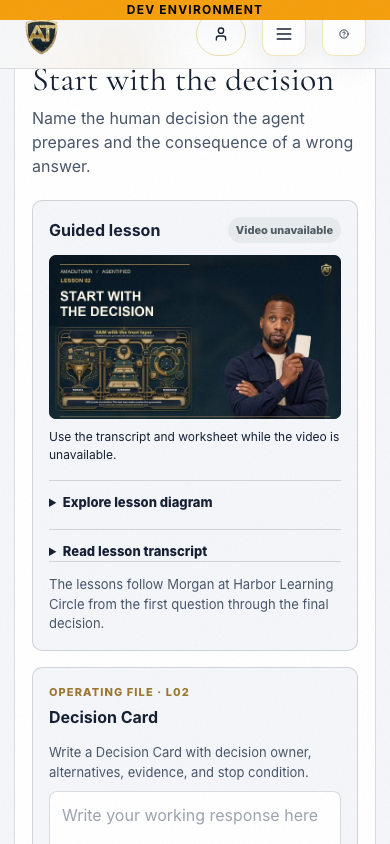 DEV ENVIRONMENT
AT
Start with the decision
Name the human decision the agent
prepares and the consequence of a wrong
answer.
Guided lesson
Video unavailable
AMADUTOWN / AGENTIFIED
LESSON 02
START WITH
THE DECISION
Use the transcript and worksheet while the video is
unavailable.
Explore lesson diagram
Read lesson transcript
The lessons follow Morgan at Harbor Learning
Circle from the first question through the final
decision.
OPERATING FILE · L02
Decision Card
Write a Decision Card with decision owner,
alternatives, evidence, and stop condition.
Write your working response here